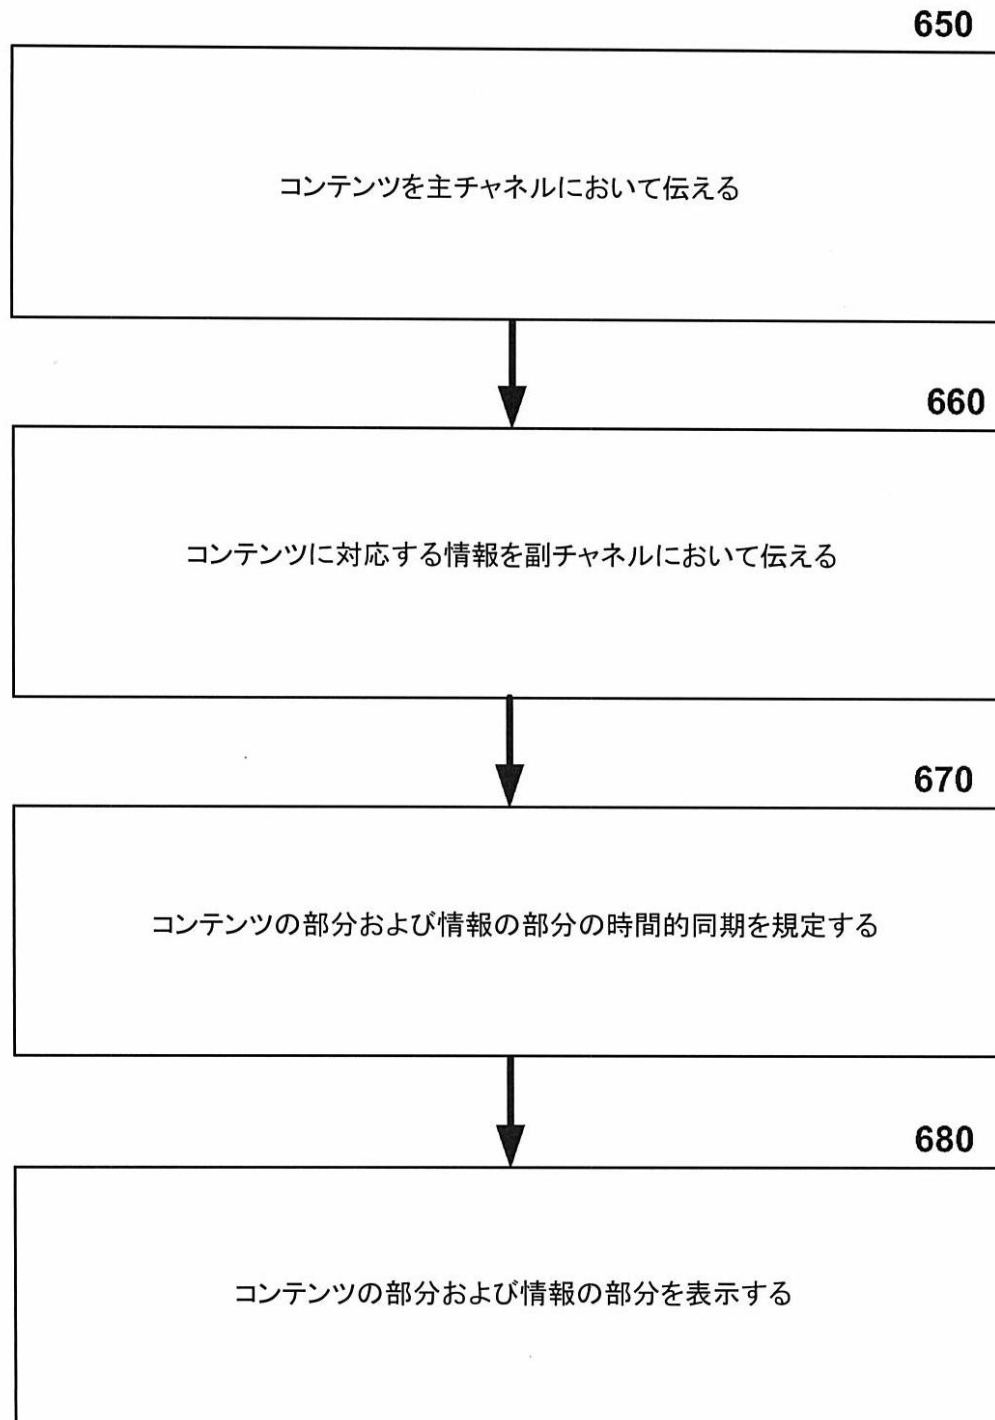 650
コンテンツを主チャネルにおいて伝える
660
コンテンツに対応する情報を副チャネルにおいて伝える
670
コンテンツの部分および情報の部分の時間的同期を規定する
680
コンテンツの部分および情報の部分を表示する